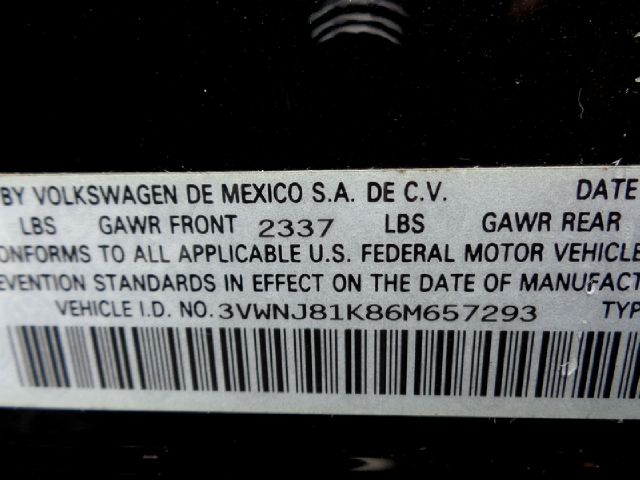 BY VOLKSWAGEN DE MEXICO S.A. DE C.V. DATE
LBS GAWR FRONT 2337 LBS GAWR REAR
CONFORMS TO ALL APPLICABLE U.S. FEDERAL MOTOR VEHICLE
EVENTION STANDARDS IN EFFECT ON THE DATE OF MANUFACT
VEHICLE I.D. NO. 3VWNJ81K86M657293 TYP